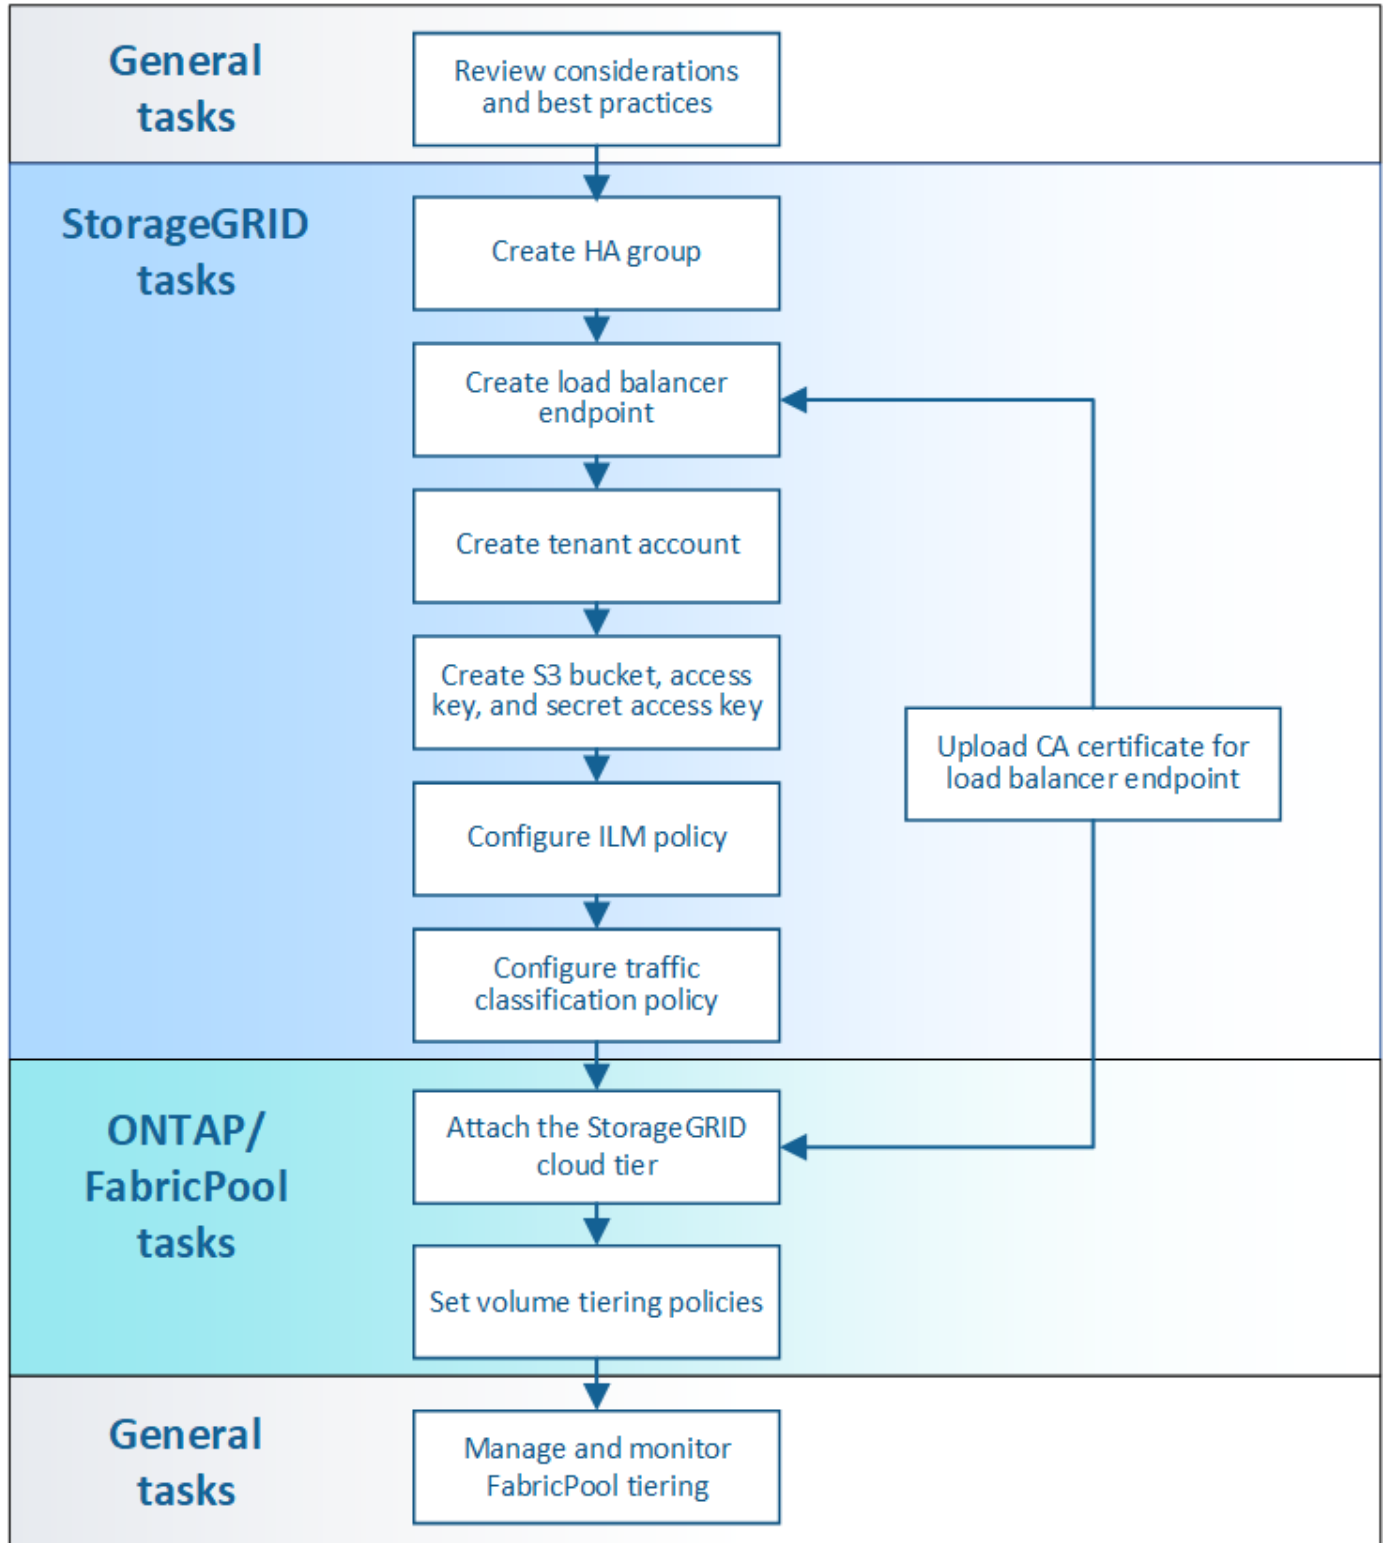 General
tasks
Review considerations
and best practices
StorageGRID
tasks
Create HA group
Create load balancer
endpoint
Create tenant account
Create S3 bucket, access
key, and secret access key
Upload CA certificate for
load balancer endpoint
Configure ILM policy
Configure traffic
classification policy
ONTAP/
FabricPool
tasks
Attach the StorageGRID
cloud tier
Set volume tiering policies
General
tasks
Manage and monitor
FabricPool tiering